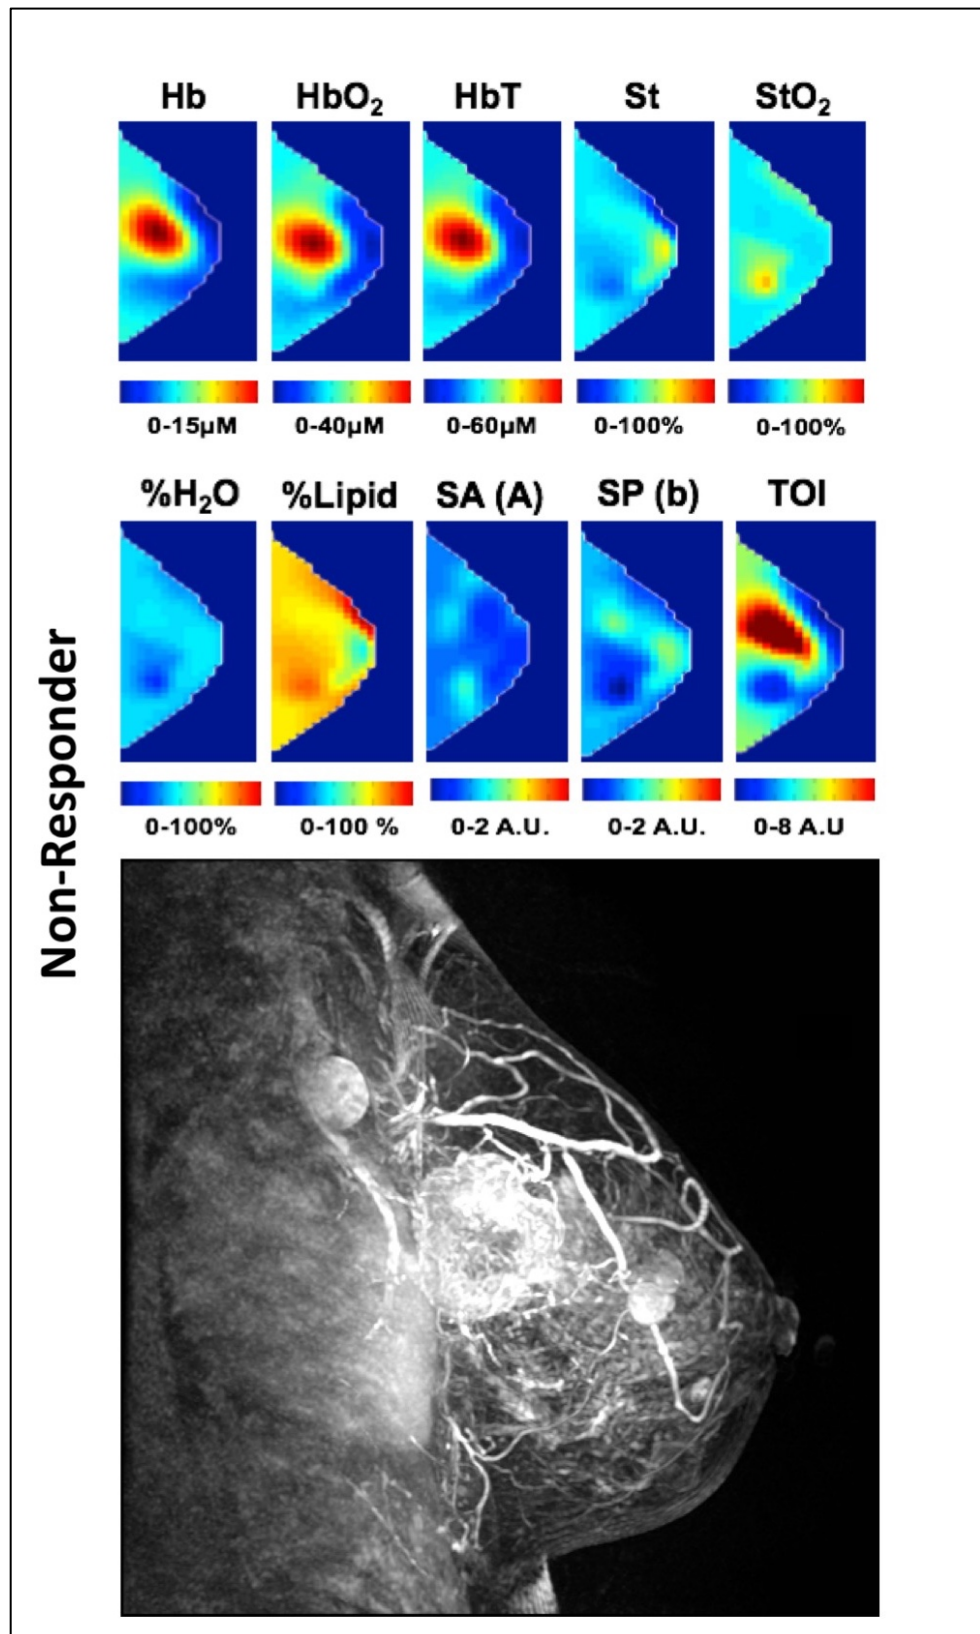 Hb HbO₂ HbT St StO₂
0-15µM 0-40µM 0-60µM 0-100% 0-100%
%H₂O %Lipid SA (A) SP (b) TOI
0-100% 0-100 % 0-2 A.U. 0-2 A.U. 0-8 A.U
Non-Responder